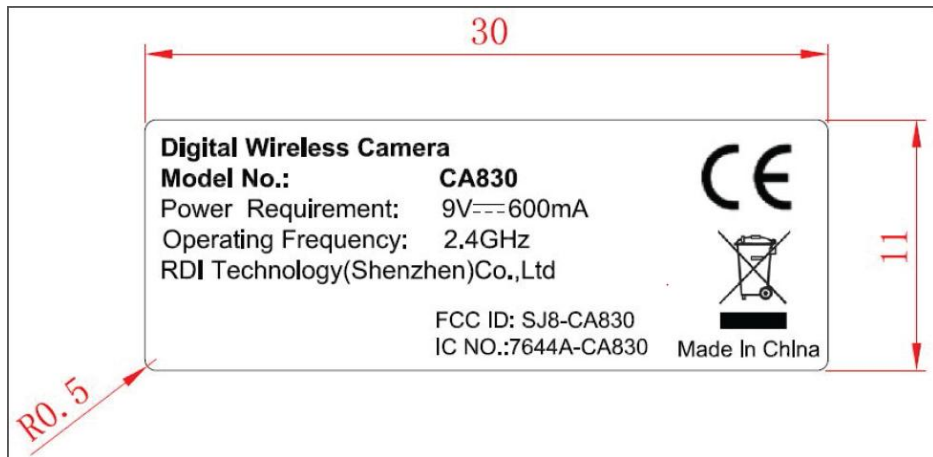 30
Digital Wireless Camera
Model No.: CA830
Power Requirement: 9V⎓600mA
Operating Frequency: 2.4GHz
RDI Technology(Shenzhen)Co.,Ltd
FCC ID: SJ8-CA830
IC NO.:7644A-CA830
CE
Made In China
11
R0.5